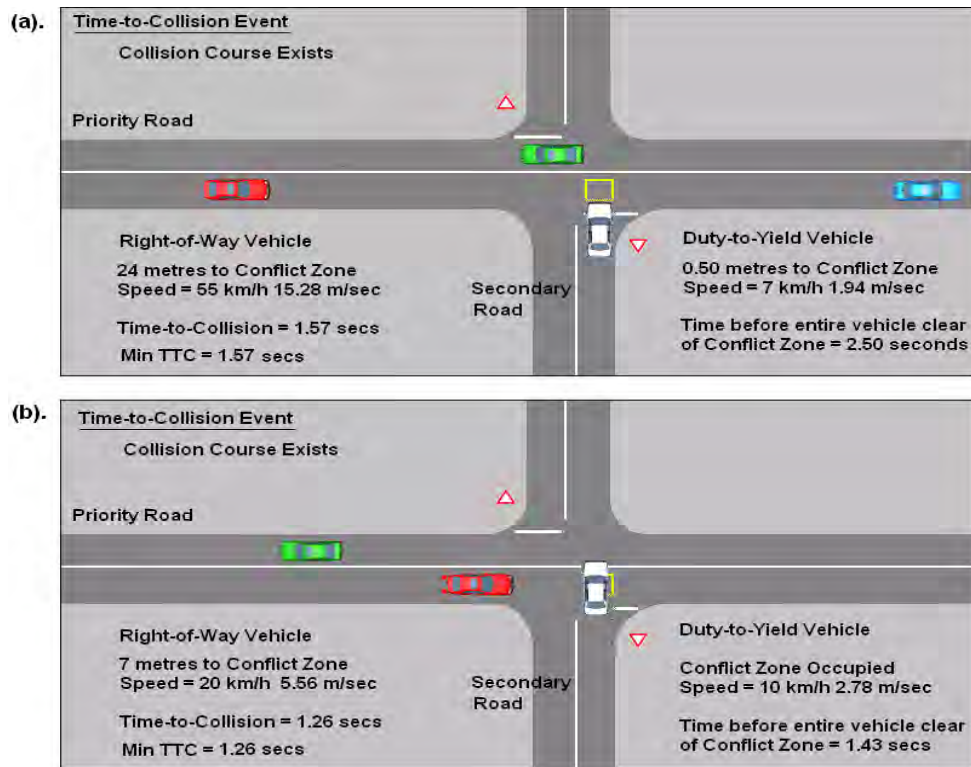 (a).
Time-to-Collision Event
Collision Course Exists
Priority Road
Right-of-Way Vehicle
24 metres to Conflict Zone
Speed = 55 km/h 15.28 m/sec
Time-to-Collision = 1.57 secs
Min TTC = 1.57 secs
Secondary
Road
Duty-to-Yield Vehicle
0.50 metres to Conflict Zone
Speed = 7 km/h 1.94 m/sec
Time before entire vehicle clear
of Conflict Zone = 2.50 seconds
(b).
Time-to-Collision Event
Collision Course Exists
Priority Road
Right-of-Way Vehicle
7 metres to Conflict Zone
Speed = 20 km/h 5.56 m/sec
Time-to-Collision = 1.26 secs
Min TTC = 1.26 secs
Secondary
Road
Duty-to-Yield Vehicle
Conflict Zone Occupied
Speed = 10 km/h 2.78 m/sec
Time before entire vehicle clear
of Conflict Zone = 1.43 secs